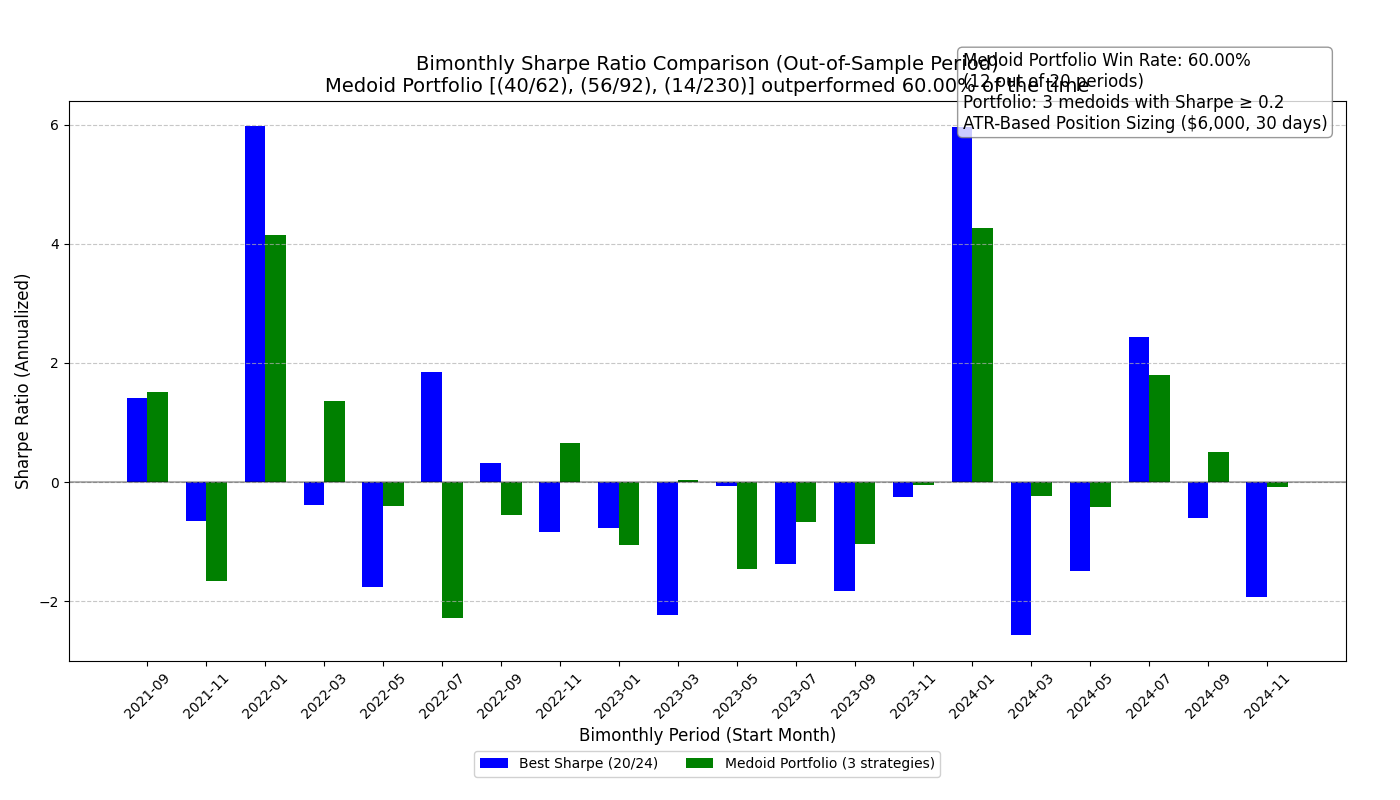 Bimonthly Sharpe Ratio Comparison (Out-of-Sample Period)
Medoid Portfolio [(40/62), (56/92), (14/230)] outperformed 60.00% of the time
Medoid Portfolio Win Rate: 60.00%
(12 out of 20 periods)
Portfolio: 3 medoids with Sharpe ≥ 0.2
ATR-Based Position Sizing ($6,000, 30 days)
Sharpe Ratio (Annualized)
6
4
2
0
−2
2021-09
2021-11
2022-01
2022-03
2022-05
2022-07
2022-09
2022-11
2023-01
2023-03
2023-05
2023-07
2023-09
2023-11
2024-01
2024-03
2024-05
2024-07
2024-09
2024-11
Bimonthly Period (Start Month)
Best Sharpe (20/24)
Medoid Portfolio (3 strategies)